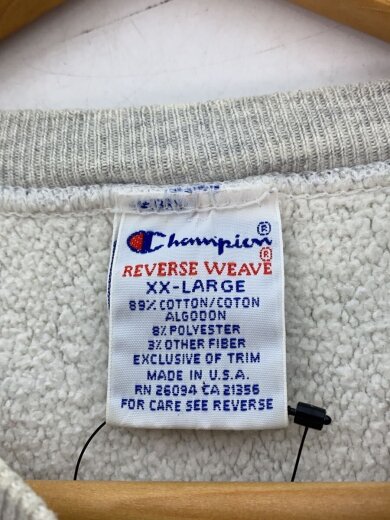 Champion®
REVERSE WEAVE®
XX-LARGE
89% COTTON/COTON
ALGODON
8% POLYESTER
3% OTHER FIBER
EXCLUSIVE OF TRIM
MADE IN U.S.A.
RN 26094 CA 21356
FOR CARE SEE REVERSE